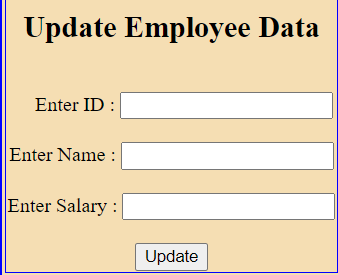 Update Employee Data
Enter ID :
Enter Name :
Enter Salary :
Update